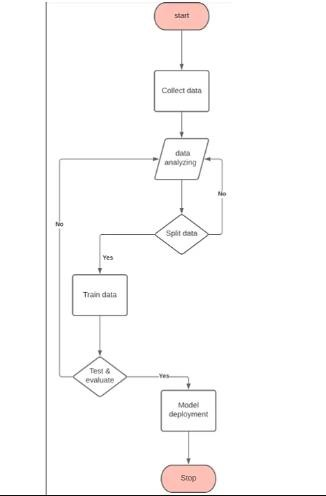 start
Collect data
data
analyzing
No
Split data
No
Yes
Train data
Test &
evaluate
Yes
Model
deployment
Stop